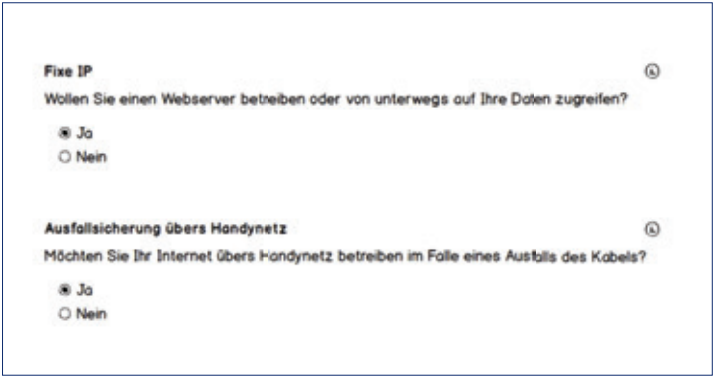 Fixe IP
Wollen Sie einen Webserver betreiben oder von unterwegs auf Ihre Daten zugreifen?
Ja
Nein
Ausfallsicherung übers Handynetz
Möchten Sie Ihr Internet übers Handynetz betreiben im Falle eines Ausfalls des Kabels?
Ja
Nein